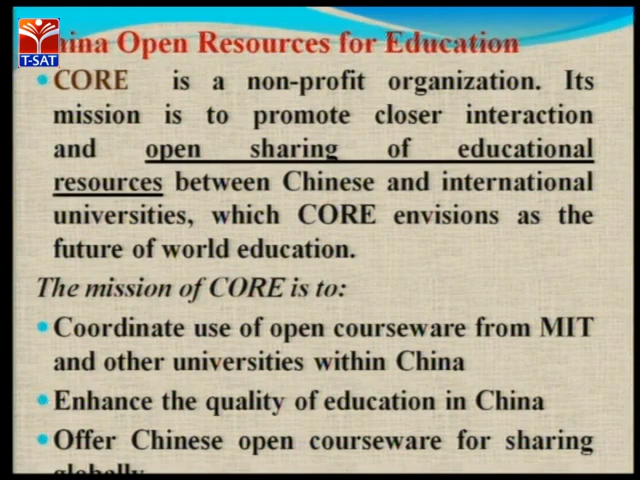 T-SAT
hina Open Resources for Education
CORE is a non-profit organization. Its
mission is to promote closer interaction
and open sharing of educational
resources between Chinese and international
universities, which CORE envisions as the
future of world education.
The mission of CORE is to:
Coordinate use of open courseware from MIT
and other universities within China
Enhance the quality of education in China
Offer Chinese open courseware for sharing
globally